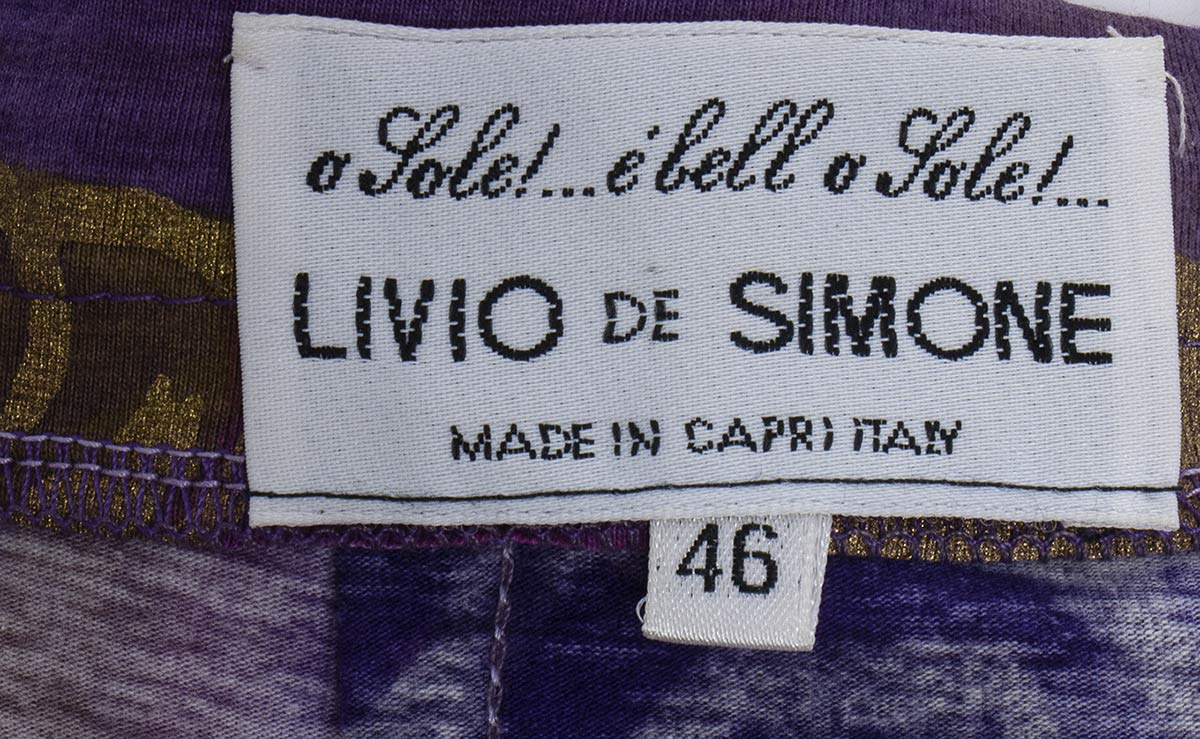 o Sole!... é bell o Sole!...
LIVIO DE SIMONE
MADE IN CAPRI ITALY
46